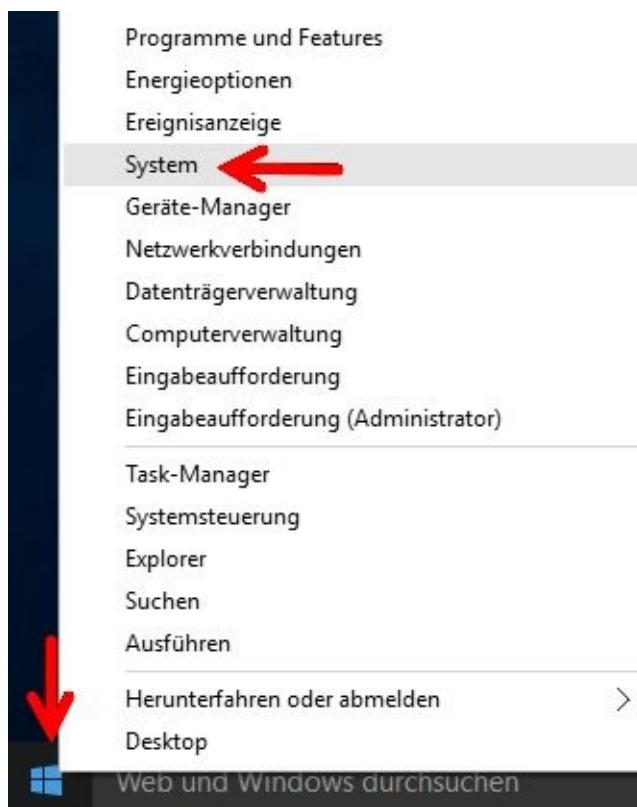 Programme und Features
Energieoptionen
Ereignisanzeige
System
Geräte-Manager
Netzwerkverbindungen
Datenträgerverwaltung
Computerverwaltung
Eingabeaufforderung
Eingabeaufforderung (Administrator)
Task-Manager
Systemsteuerung
Explorer
Suchen
Ausführen
Herunterfahren oder abmelden
Desktop
Web und Windows durchsuchen